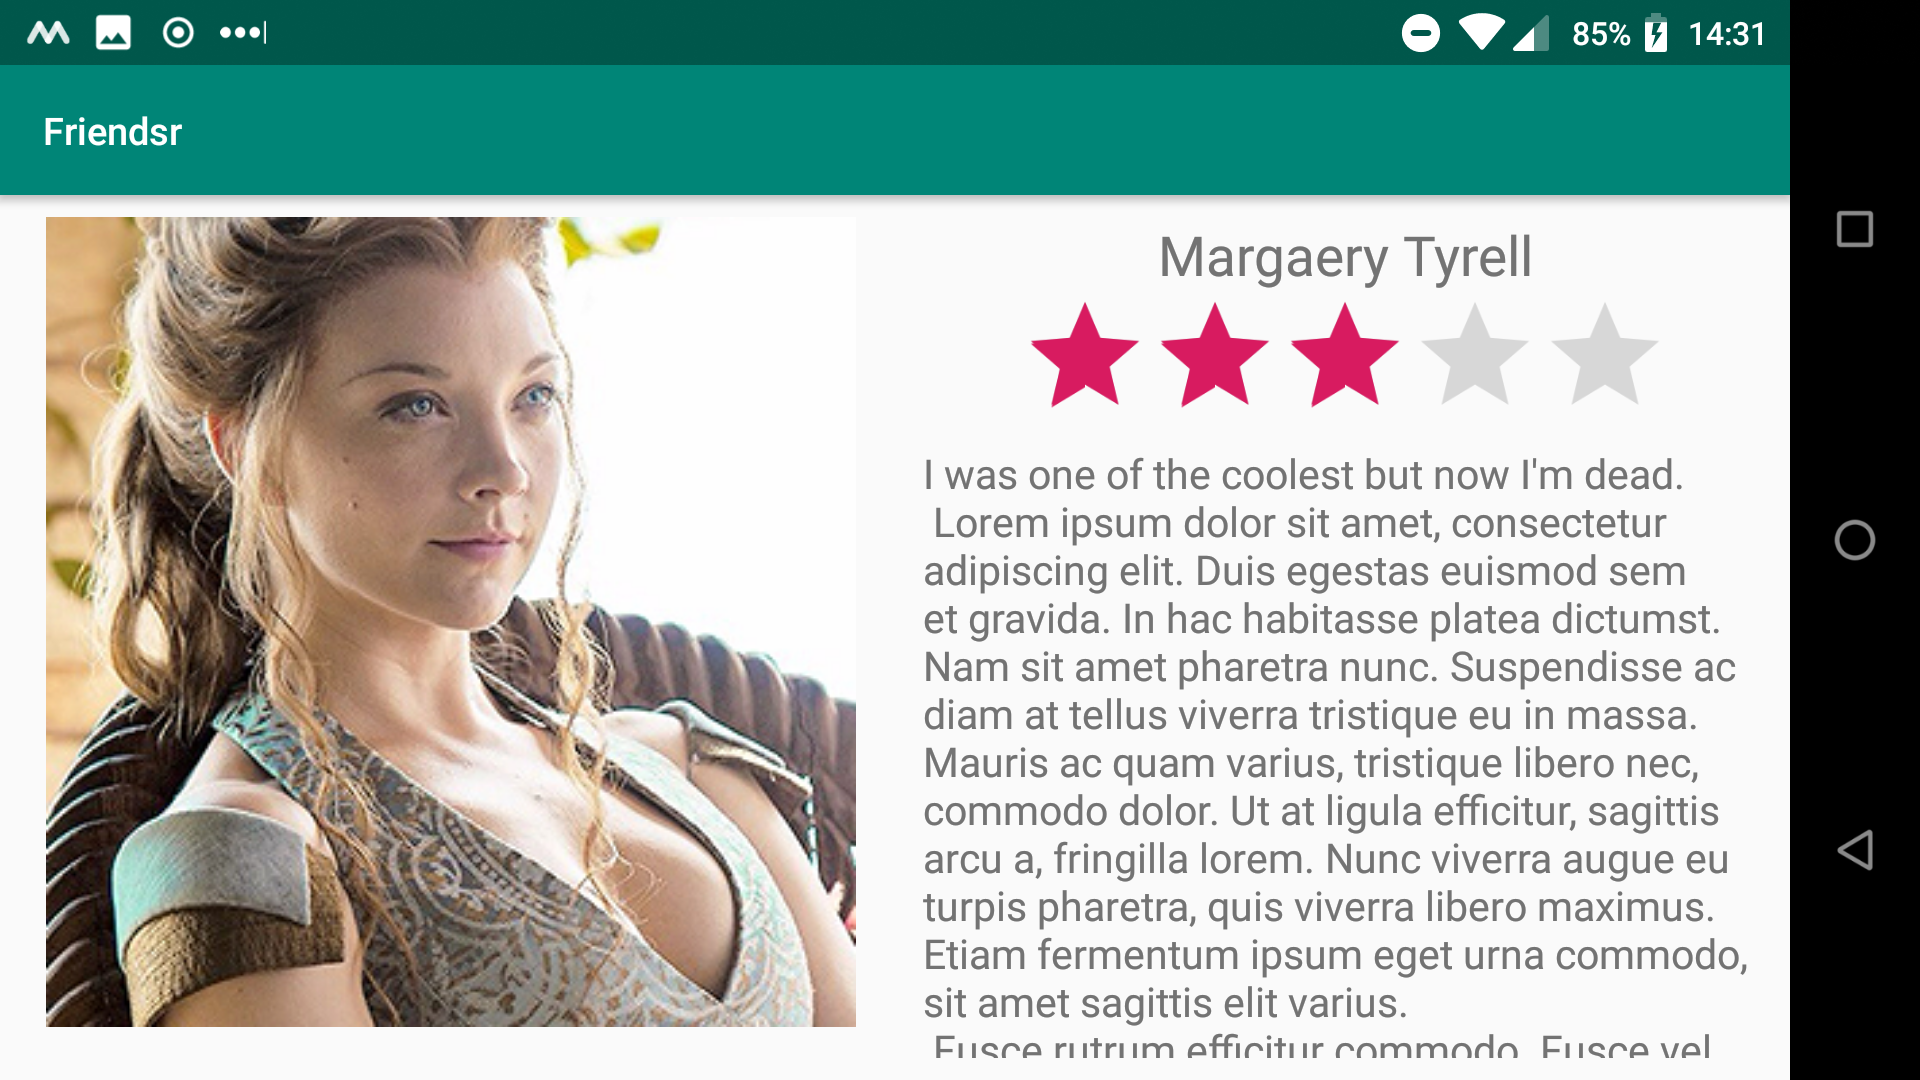 85% 14:31
Friendsr
Margaery Tyrell
I was one of the coolest but now I'm dead.
Lorem ipsum dolor sit amet, consectetur
adipiscing elit. Duis egestas euismod sem
et gravida. In hac habitasse platea dictumst.
Nam sit amet pharetra nunc. Suspendisse ac
diam at tellus viverra tristique eu in massa.
Mauris ac quam varius, tristique libero nec,
commodo dolor. Ut at ligula efficitur, sagittis
arcu a, fringilla lorem. Nunc viverra augue eu
turpis pharetra, quis viverra libero maximus.
Etiam fermentum ipsum eget urna commodo,
sit amet sagittis elit varius.
Fusce rutrum efficitur commodo. Fusce vel